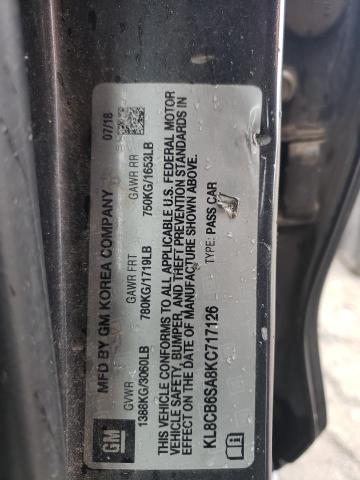 MFD BY GM KOREA COMPANY 07/18
GM GVWR GAWR FRT GAWR RR
1388KG/3060LB 780KG/1719LB 750KG/1653LB
THIS VEHICLE CONFORMS TO ALL APPLICABLE U.S. FEDERAL MOTOR
VEHICLE SAFETY, BUMPER, AND THEFT PREVENTION STANDARDS IN
EFFECT ON THE DATE OF MANUFACTURE SHOWN ABOVE.
KL8CB6SA8KC717126 TYPE: PASS CAR